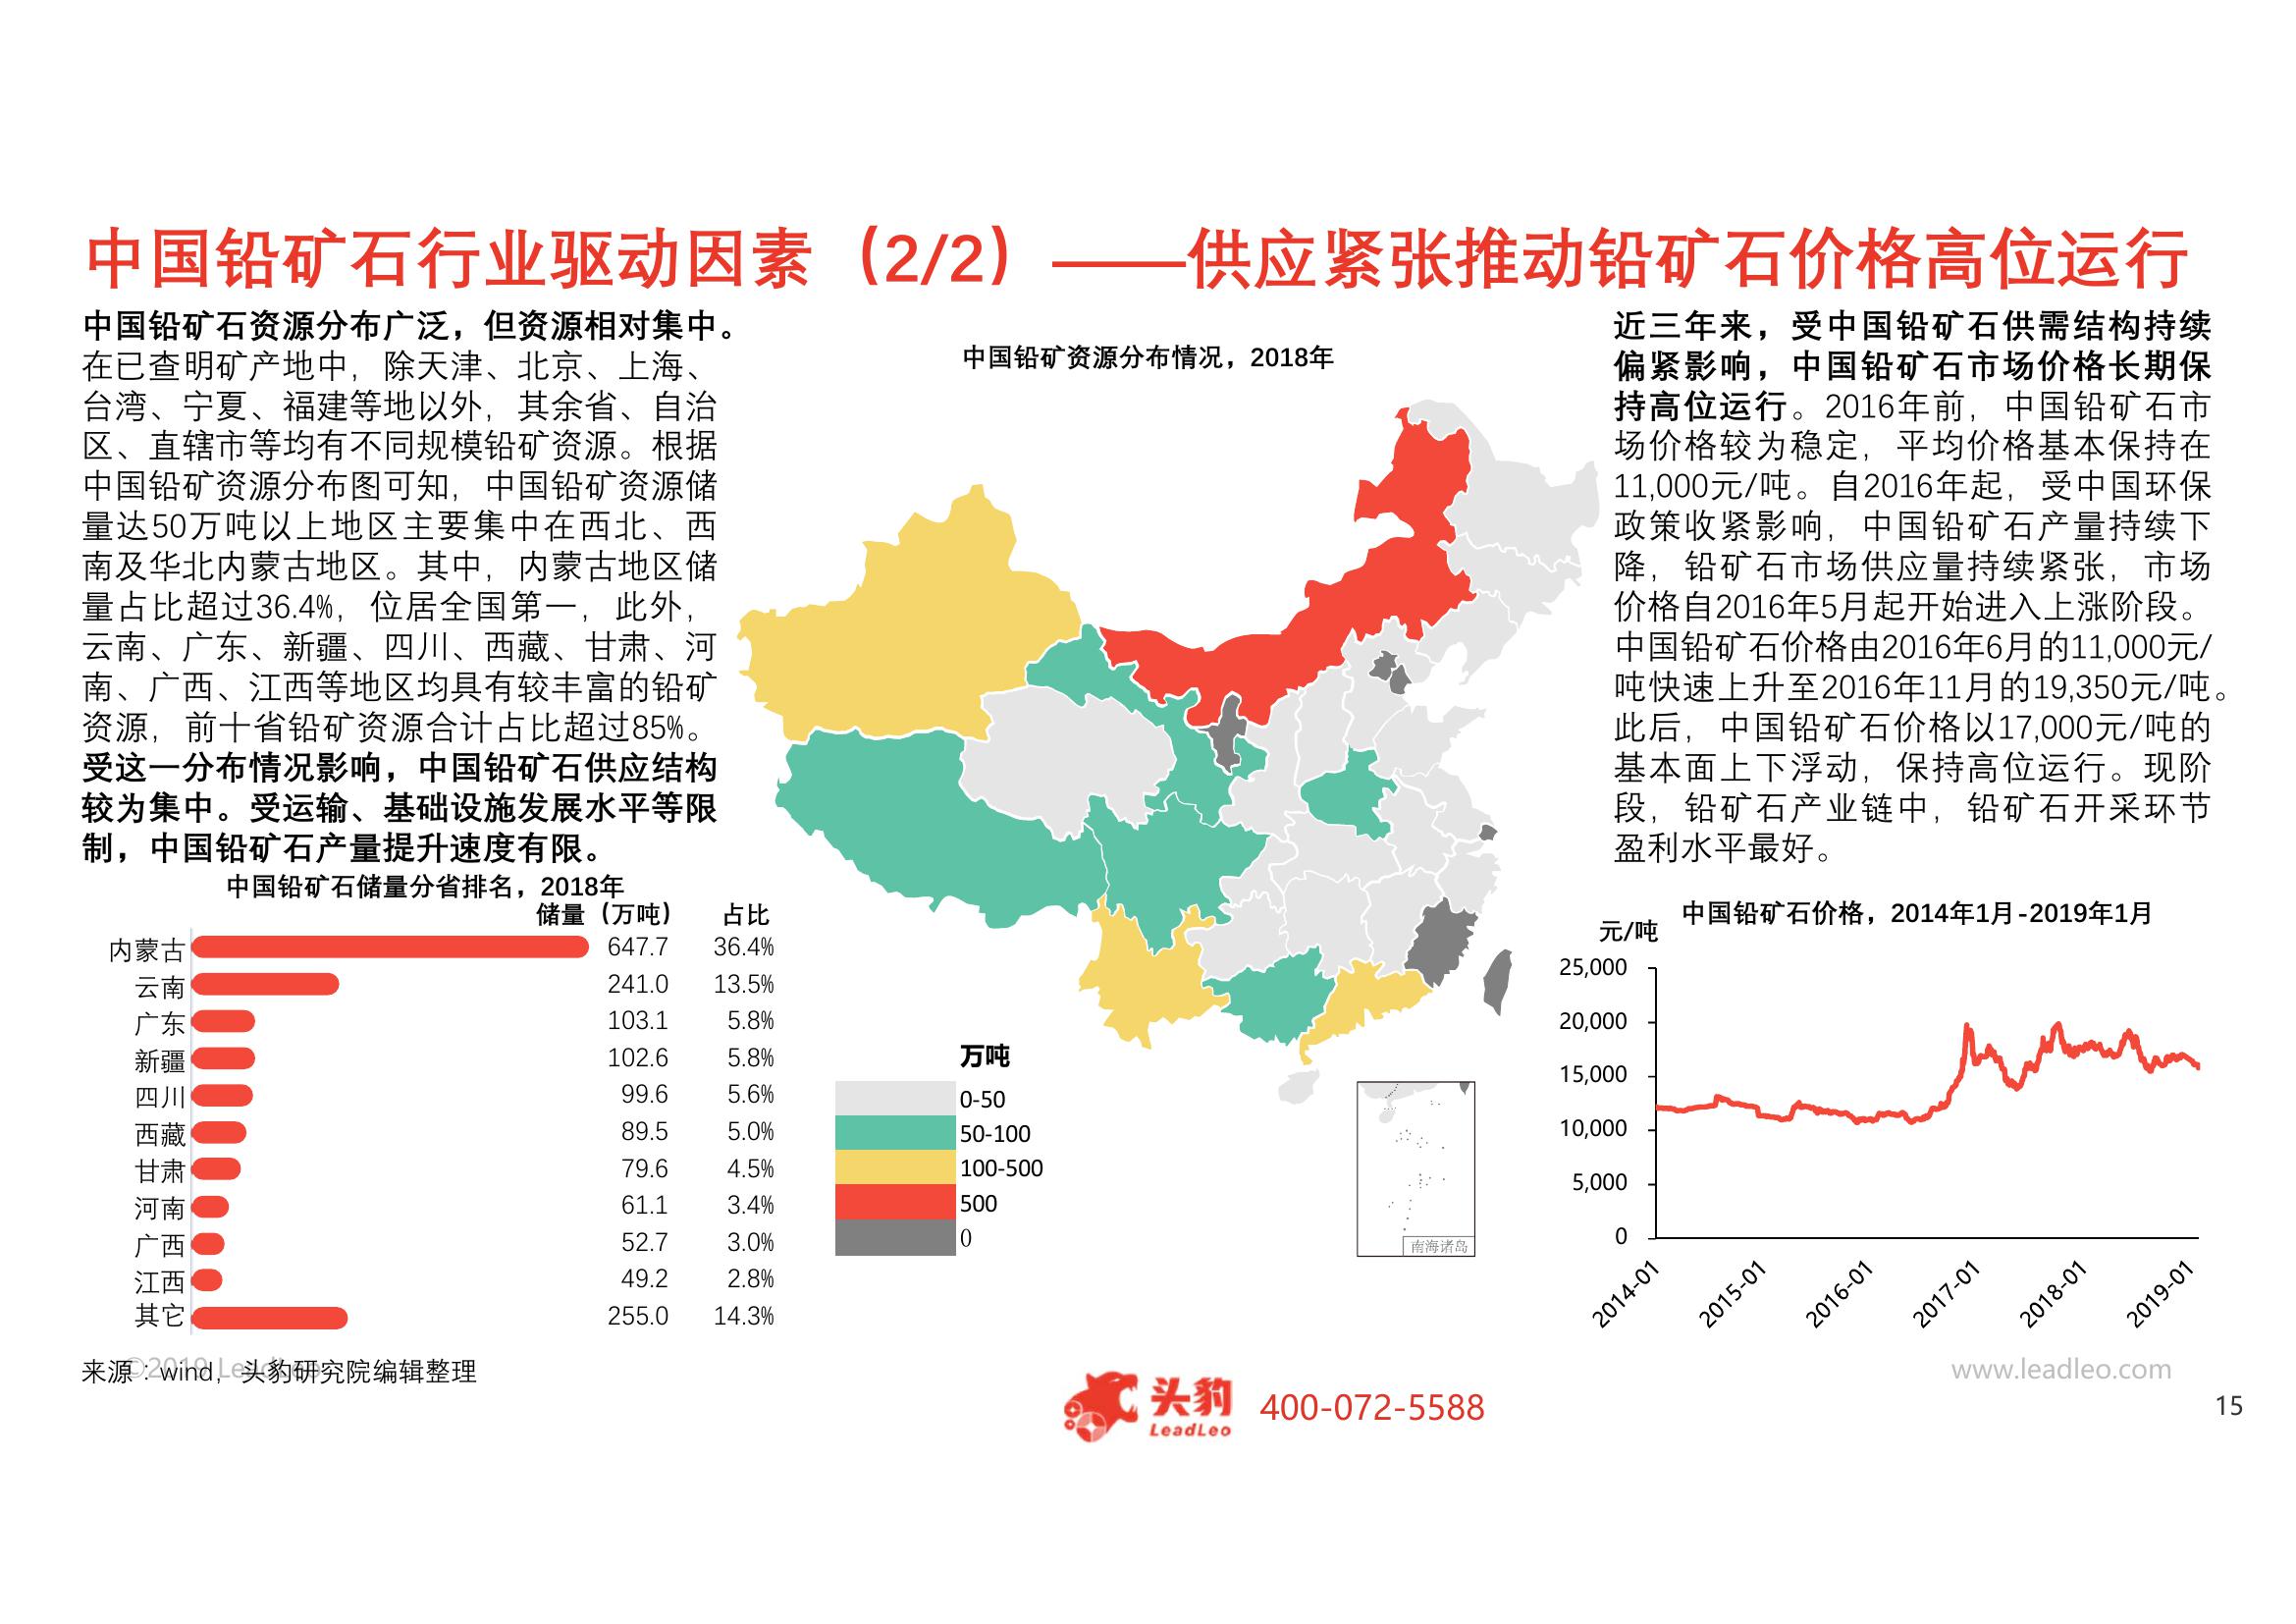 中国铅矿石行业驱动因素（2/2）——供应紧张推动铅矿石价格高位运行
中国铅矿石资源分布广泛，但资源相对集中。
在已查明矿产地中，除天津、北京、上海、
台湾、宁夏、福建等地以外，其余省、自治
区、直辖市等均有不同规模铅矿资源。根据
中国铅矿资源分布图可知，中国铅矿资源储
量达50万吨以上地区主要集中在西北、西
南及华北内蒙古地区。其中，内蒙古地区储
量占比超过36.4%，位居全国第一，此外，
云南、广东、新疆、四川、西藏、甘肃、河
南、广西、江西等地区均具有较丰富的铅矿
资源，前十省铅矿资源合计占比超过85%。
受这一分布情况影响，中国铅矿石供应结构
较为集中。受运输、基础设施发展水平等限
制，中国铅矿石产量提升速度有限。
中国铅矿石储量分省排名，2018年
储量（万吨） 占比
内蒙古 647.7 36.4%
云南 241.0 13.5%
广东 103.1 5.8%
新疆 102.6 5.8%
四川 99.6 5.6%
西藏 89.5 5.0%
甘肃 79.6 4.5%
河南 61.1 3.4%
广西 52.7 3.0%
江西 49.2 2.8%
其它 255.0 14.3%
中国铅矿资源分布情况，2018年
万吨
0-50
50-100
100-500
500
0
南海诸岛
近三年来，受中国铅矿石供需结构持续
偏紧影响，中国铅矿石市场价格长期保
持高位运行。2016年前，中国铅矿石市
场价格较为稳定，平均价格基本保持在
11,000元/吨。自2016年起，受中国环保
政策收紧影响，中国铅矿石产量持续下
降，铅矿石市场供应量持续紧张，市场
价格自2016年5月起开始进入上涨阶段。
中国铅矿石价格由2016年6月的11,000元/
吨快速上升至2016年11月的19,350元/吨。
此后，中国铅矿石价格以17,000元/吨的
基本面上下浮动，保持高位运行。现阶
段，铅矿石产业链中，铅矿石开采环节
盈利水平最好。
中国铅矿石价格，2014年1月-2019年1月
元/吨
25,000
20,000
15,000
10,000
5,000
0
2014-01 2015-01 2016-01 2017-01 2018-01 2019-01
©2019 LeadLeo
来源：wind，头豹研究院编辑整理
www.leadleo.com
头豹
LeadLeo
400-072-5588
15